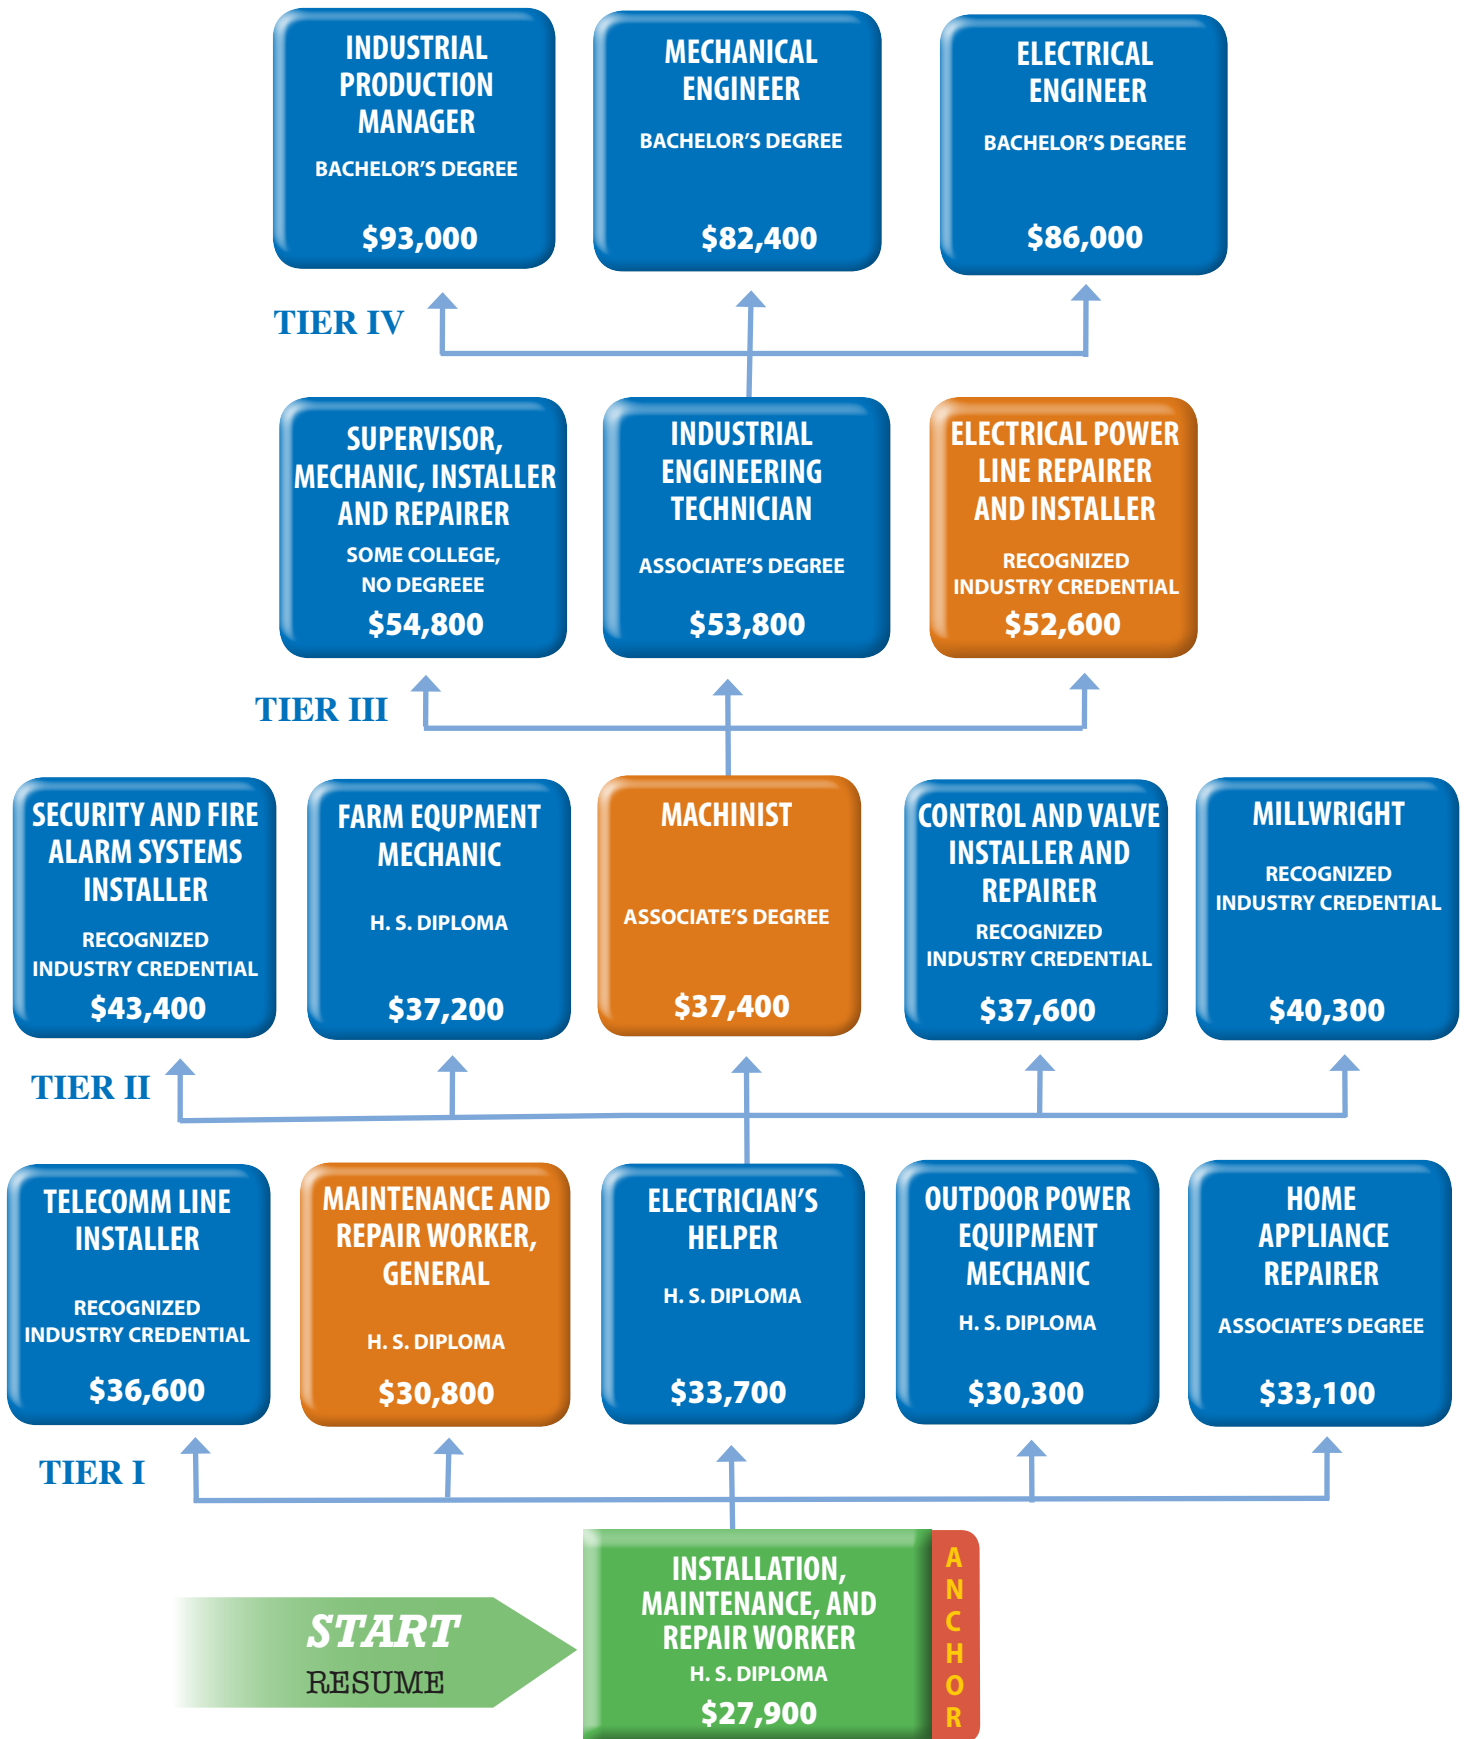 INDUSTRIAL
PRODUCTION
MANAGER
BACHELOR'S DEGREE
$93,000
MECHANICAL
ENGINEER
BACHELOR'S DEGREE
$82,400
ELECTRICAL
ENGINEER
BACHELOR'S DEGREE
$86,000
TIER IV
SUPERVISOR,
MECHANIC, INSTALLER
AND REPAIRER
SOME COLLEGE,
NO DEGREEE
$54,800
INDUSTRIAL
ENGINEERING
TECHNICIAN
ASSOCIATE'S DEGREE
$53,800
ELECTRICAL POWER
LINE REPAIRER
AND INSTALLER
RECOGNIZED
INDUSTRY CREDENTIAL
$52,600
TIER III
SECURITY AND FIRE
ALARM SYSTEMS
INSTALLER
RECOGNIZED
INDUSTRY CREDENTIAL
$43,400
FARM EQUPMENT
MECHANIC
H. S. DIPLOMA
$37,200
MACHINIST
ASSOCIATE'S DEGREE
$37,400
CONTROL AND VALVE
INSTALLER AND
REPAIRER
RECOGNIZED
INDUSTRY CREDENTIAL
$37,600
MILLWRIGHT
RECOGNIZED
INDUSTRY CREDENTIAL
$40,300
TIER II
TELECOMM LINE
INSTALLER
RECOGNIZED
INDUSTRY CREDENTIAL
$36,600
MAINTENANCE AND
REPAIR WORKER,
GENERAL
H. S. DIPLOMA
$30,800
ELECTRICIAN'S
HELPER
H. S. DIPLOMA
$33,700
OUTDOOR POWER
EQUIPMENT
MECHANIC
H. S. DIPLOMA
$30,300
HOME
APPLIANCE
REPAIRER
ASSOCIATE'S DEGREE
$33,100
TIER I
START
RESUME
INSTALLATION,
MAINTENANCE, AND
REPAIR WORKER
H. S. DIPLOMA
$27,900
ANCHOR